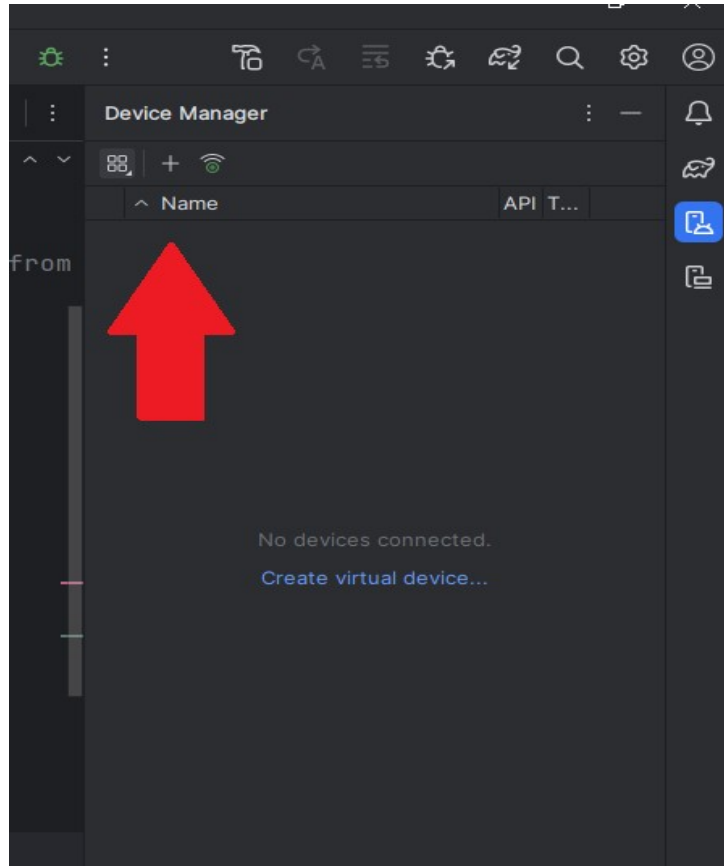 Device Manager
Name API T...
from
No devices connected.
Create virtual device...